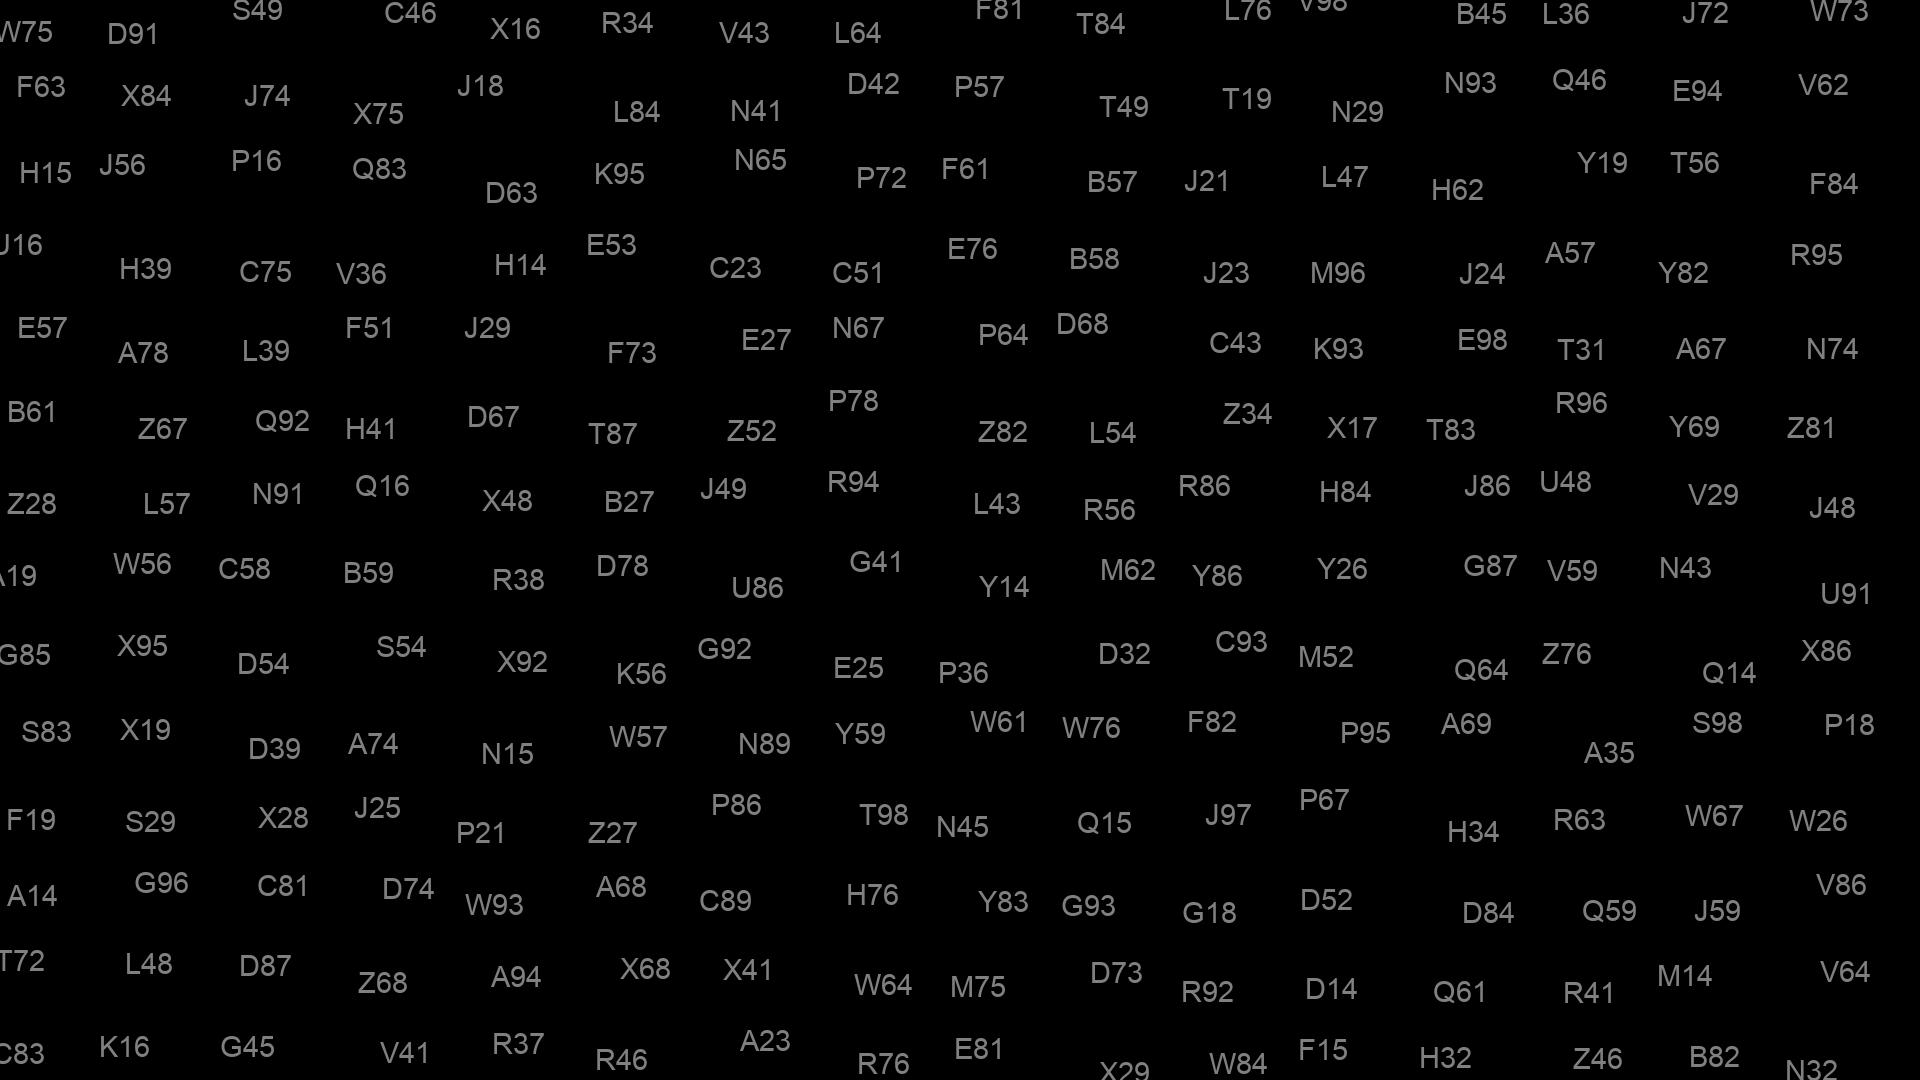 W75 D91 S49 C46 X16 R34 V43 L64 F81 T84 L76 V98 B45 L36 J72 W73
F63 X84 J74 X75 J18 L84 N41 D42 P57 T49 T19 N29 N93 Q46 E94 V62
H15 J56 P16 Q83 D63 K95 N65 P72 F61 B57 J21 L47 H62 Y19 T56 F84
J16 H39 C75 V36 H14 E53 C23 C51 E76 B58 J23 M96 J24 A57 Y82 R95
E57 A78 L39 F51 J29 F73 E27 N67 P64 D68 C43 K93 E98 T31 A67 N74
B61 Z67 Q92 H41 D67 T87 Z52 P78 Z82 L54 Z34 X17 T83 R96 Y69 Z81
Z28 L57 N91 Q16 X48 B27 J49 R94 L43 R56 R86 H84 J86 U48 V29 J48
A19 W56 C58 B59 R38 D78 U86 G41 Y14 M62 Y86 Y26 G87 V59 N43 U91
G85 X95 D54 S54 X92 K56 G92 E25 P36 D32 C93 M52 Q64 Z76 Q14 X86
S83 X19 D39 A74 N15 W57 N89 Y59 W61 W76 F82 P95 A69 A35 S98 P18
F19 S29 X28 J25 P21 Z27 P86 T98 N45 Q15 J97 P67 H34 R63 W67 W26
A14 G96 C81 D74 W93 A68 C89 H76 Y83 G93 G18 D52 D84 Q59 J59 V86
T72 L48 D87 Z68 A94 X68 X41 W64 M75 D73 R92 D14 Q61 R41 M14 V64
C83 K16 G45 V41 R37 R46 A23 R76 E81 X29 W84 F15 H32 Z46 B82 N32